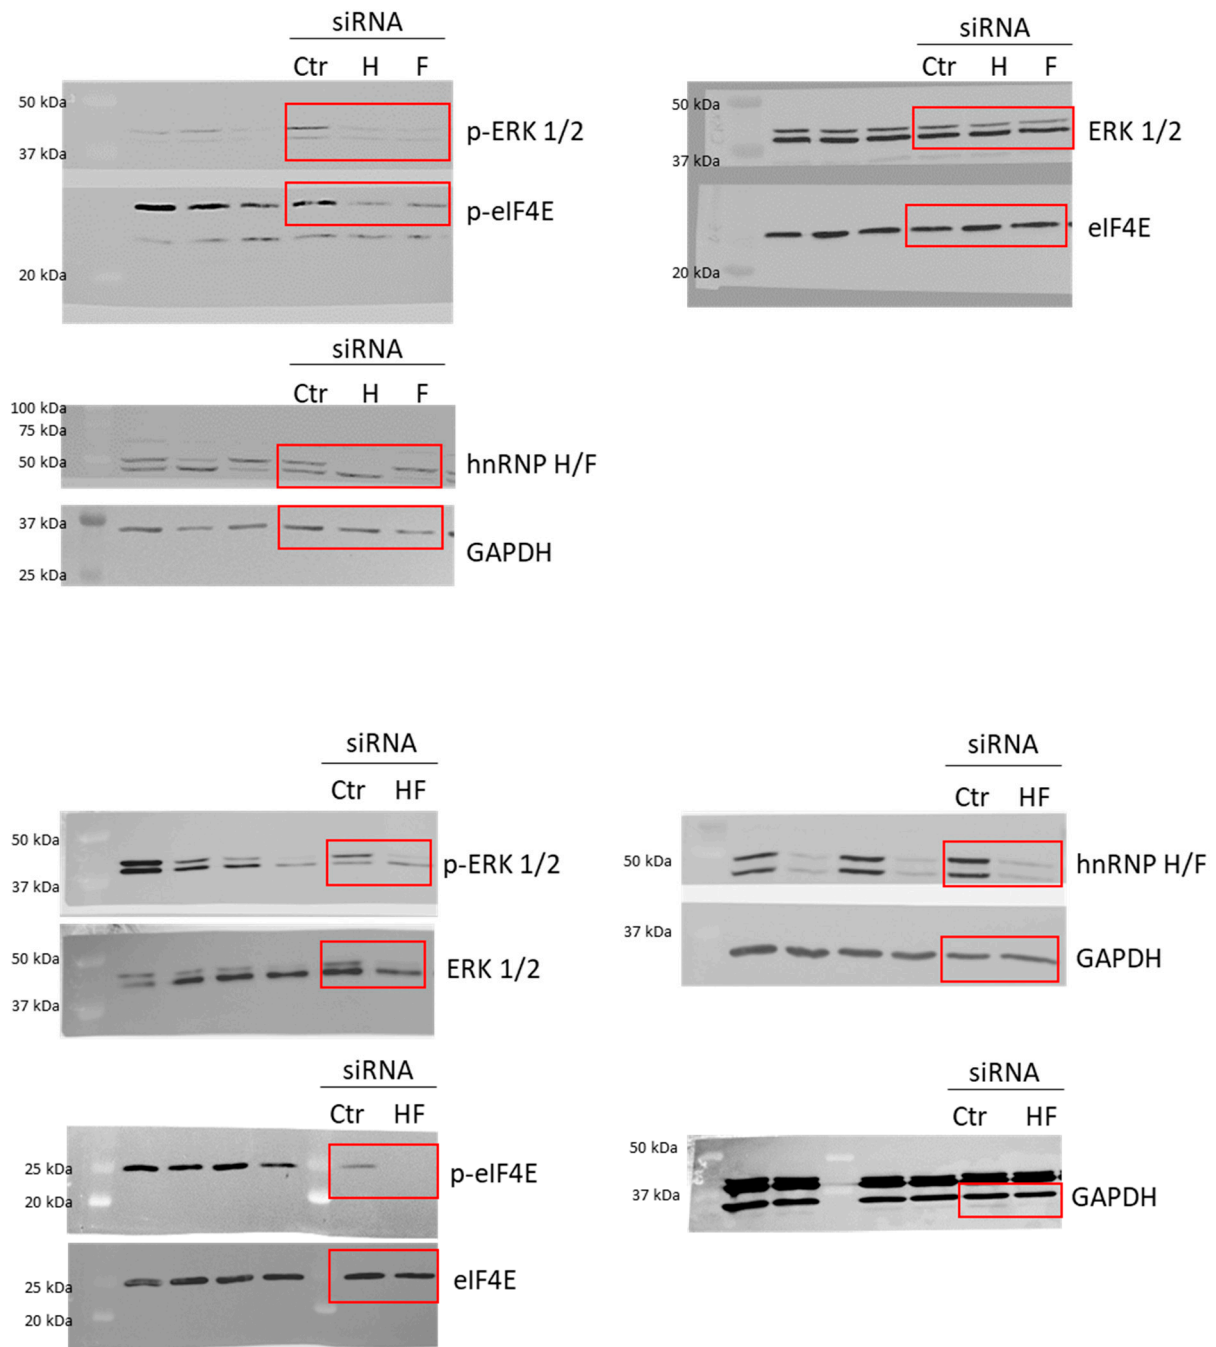 siRNA
Ctr H F
50 kDa
p-ERK 1/2
37 kDa
p-eIF4E
20 kDa
siRNA
Ctr H F
50 kDa
ERK 1/2
37 kDa
eIF4E
20 kDa
siRNA
Ctr H F
100 kDa
75 kDa
50 kDa
hnRNP H/F
37 kDa
GAPDH
25 kDa
siRNA
Ctr HF
50 kDa
p-ERK 1/2
37 kDa
50 kDa
ERK 1/2
37 kDa
siRNA
Ctr HF
50 kDa
hnRNP H/F
37 kDa
GAPDH
siRNA
Ctr HF
25 kDa
p-eIF4E
20 kDa
25 kDa
eIF4E
20 kDa
siRNA
Ctr HF
50 kDa
37 kDa
GAPDH